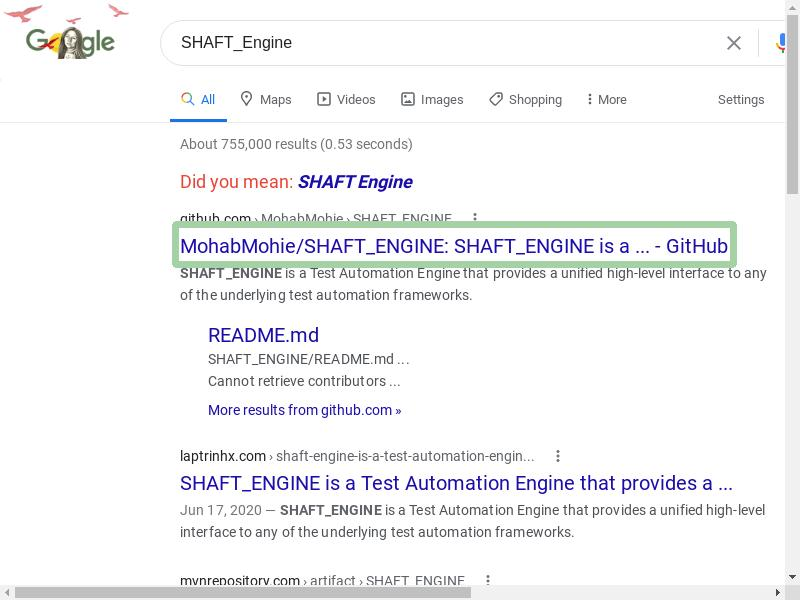 Google
SHAFT_Engine
All
Maps
Videos
Images
Shopping
More
Settings
About 755,000 results (0.53 seconds)
Did you mean: SHAFT Engine
github.com › MohabMohie › SHAFT_ENGINE
MohabMohie/SHAFT_ENGINE: SHAFT_ENGINE is a ... - GitHub
SHAFT_ENGINE is a Test Automation Engine that provides a unified high-level interface to any
of the underlying test automation frameworks.
README.md
SHAFT_ENGINE/README.md ...
Cannot retrieve contributors ...
More results from github.com »
laptrinhx.com › shaft-engine-is-a-test-automation-engin...
SHAFT_ENGINE is a Test Automation Engine that provides a ...
Jun 17, 2020 — SHAFT_ENGINE is a Test Automation Engine that provides a unified high-level
interface to any of the underlying test automation frameworks.
mvnrepository.com › artifact › SHAFT_ENGINE